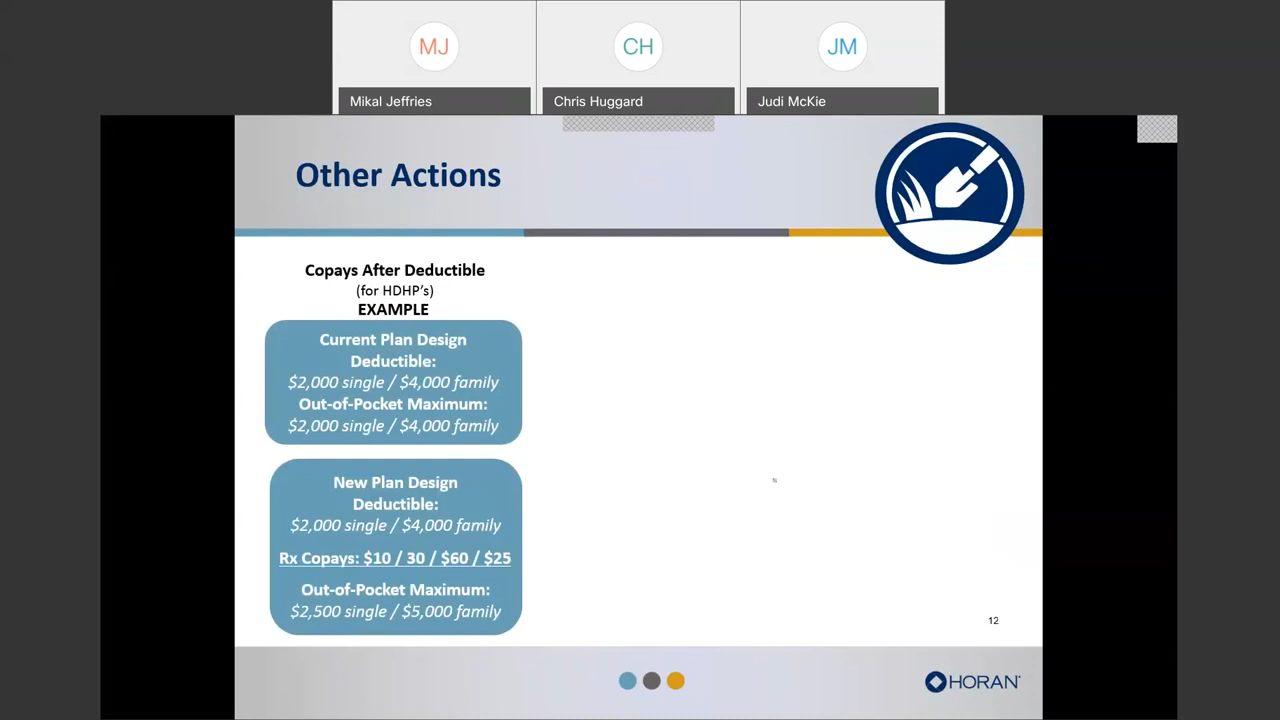 MJ
CH
JM
Mikal Jeffries
Chris Huggard
Judi McKie
Other Actions
Copays After Deductible
(for HDHP's)
EXAMPLE
Current Plan Design
Deductible:
$2,000 single / $4,000 family
Out-of-Pocket Maximum:
$2,000 single / $4,000 family
New Plan Design
Deductible:
$2,000 single / $4,000 family
Rx Copays: $10 / 30 / $60 / $25
Out-of-Pocket Maximum:
$2,500 single / $5,000 family
12
HORAN